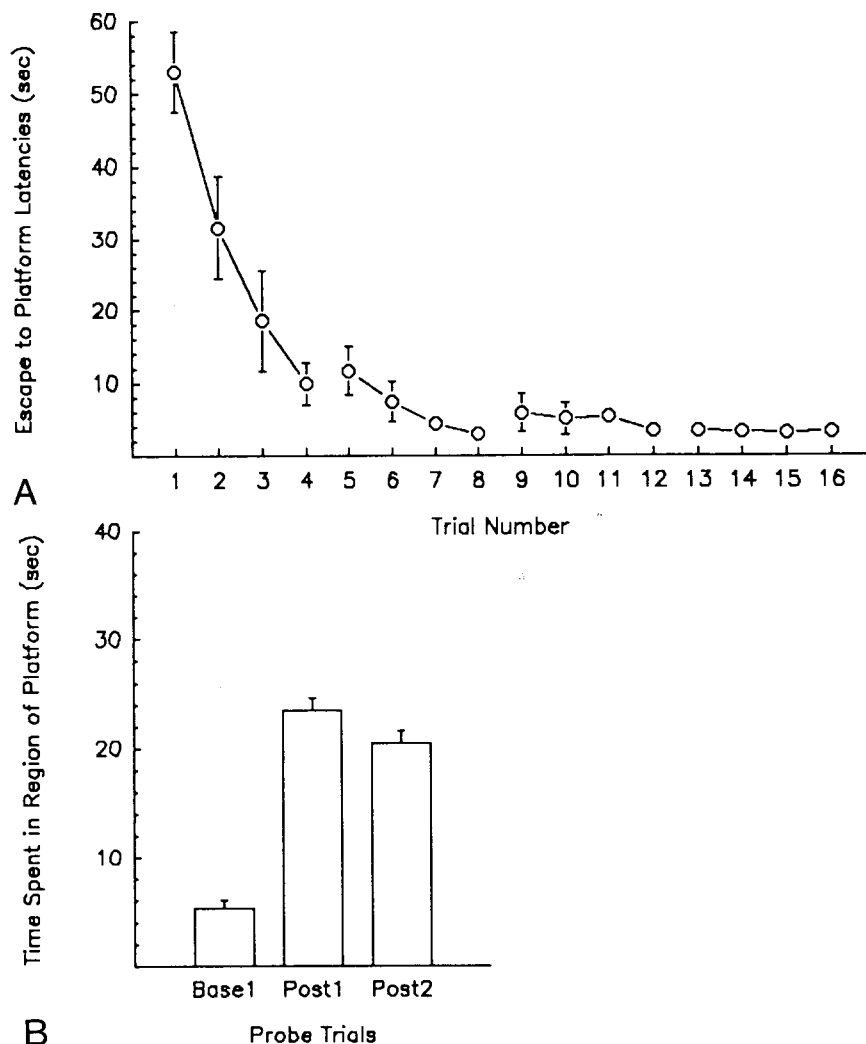 Escape to Platform Latencies (sec)
60
50
40
30
20
10
1 2 3 4 5 6 7 8 9 10 11 12 13 14 15 16
A
Trial Number
Time Spent in Region of Platform (sec)
40
30
20
10
Base1 Post1 Post2
B
Probe Trials